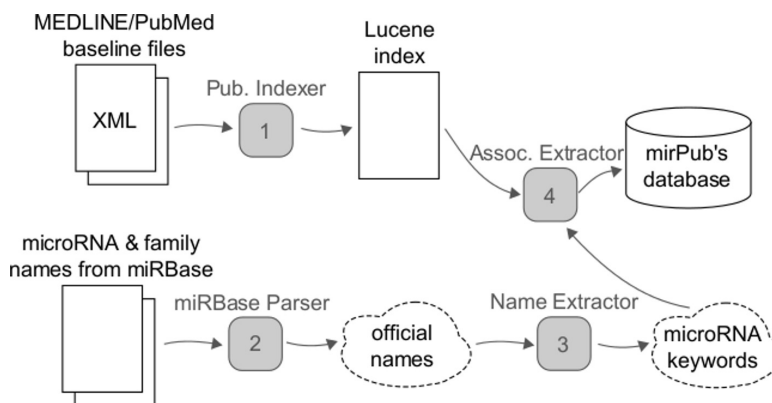 MEDLINE/PubMed
baseline files
XML
Pub. Indexer
1
Lucene
index
Assoc. Extractor
4
mirPub's
database
microRNA & family
names from miRBase
miRBase Parser
2
official
names
Name Extractor
3
microRNA
keywords